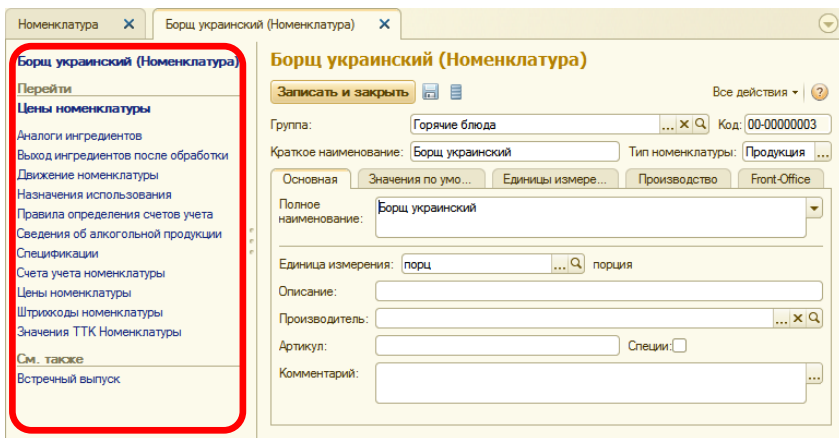 Номенклатура
Борщ украинский (Номенклатура)
Борщ украинский (Номенклатура)
Перейти
Цены номенклатуры
Аналоги ингредиентов
Выход ингредиентов после обработки
Движение номенклатуры
Назначения использования
Правила определения счетов учета
Сведения об алкогольной продукции
Спецификации
Счета учета номенклатуры
Цены номенклатуры
Штрихкоды номенклатуры
Значения ТТК Номенклатуры
См. также
Встречный выпуск
Борщ украинский (Номенклатура)
Записать и закрыть Все действия
Группа: Горячие блюда Код: 00-00000003
Краткое наименование: Борщ украинский Тип номенклатуры: Продукция
Основная Значения по умо... Единицы измере... Производство Front-Office
Полное наименование: Борщ украинский
Единица измерения: порц порция
Описание:
Производитель:
Артикул: Специи:
Комментарий: